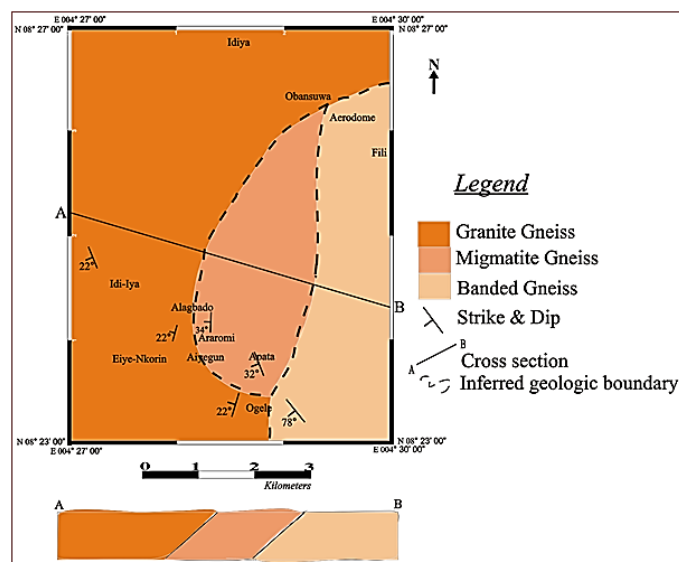 E 004° 27' 00"
E 004° 30' 00"
N 08° 27' 00"
N 08° 27' 00"
Idiya
N
Obansuwa
Aerodome
Fili
Legend
A
Granite Gneiss
Migmatite Gneiss
22°
Idi-Iya
Banded Gneiss
B
Alagbado
Strike & Dip
34°
22°
Araromi
B
Eiye-Nkorin
Aiyegun
Apata
Cross section
A
32°
Inferred geologic boundary
22°
Ogele
78°
N 08° 23' 00"
N 08° 23' 00"
E 004° 27' 00"
E 004° 30' 00"
0 1 2 3
Kilometers
A
B